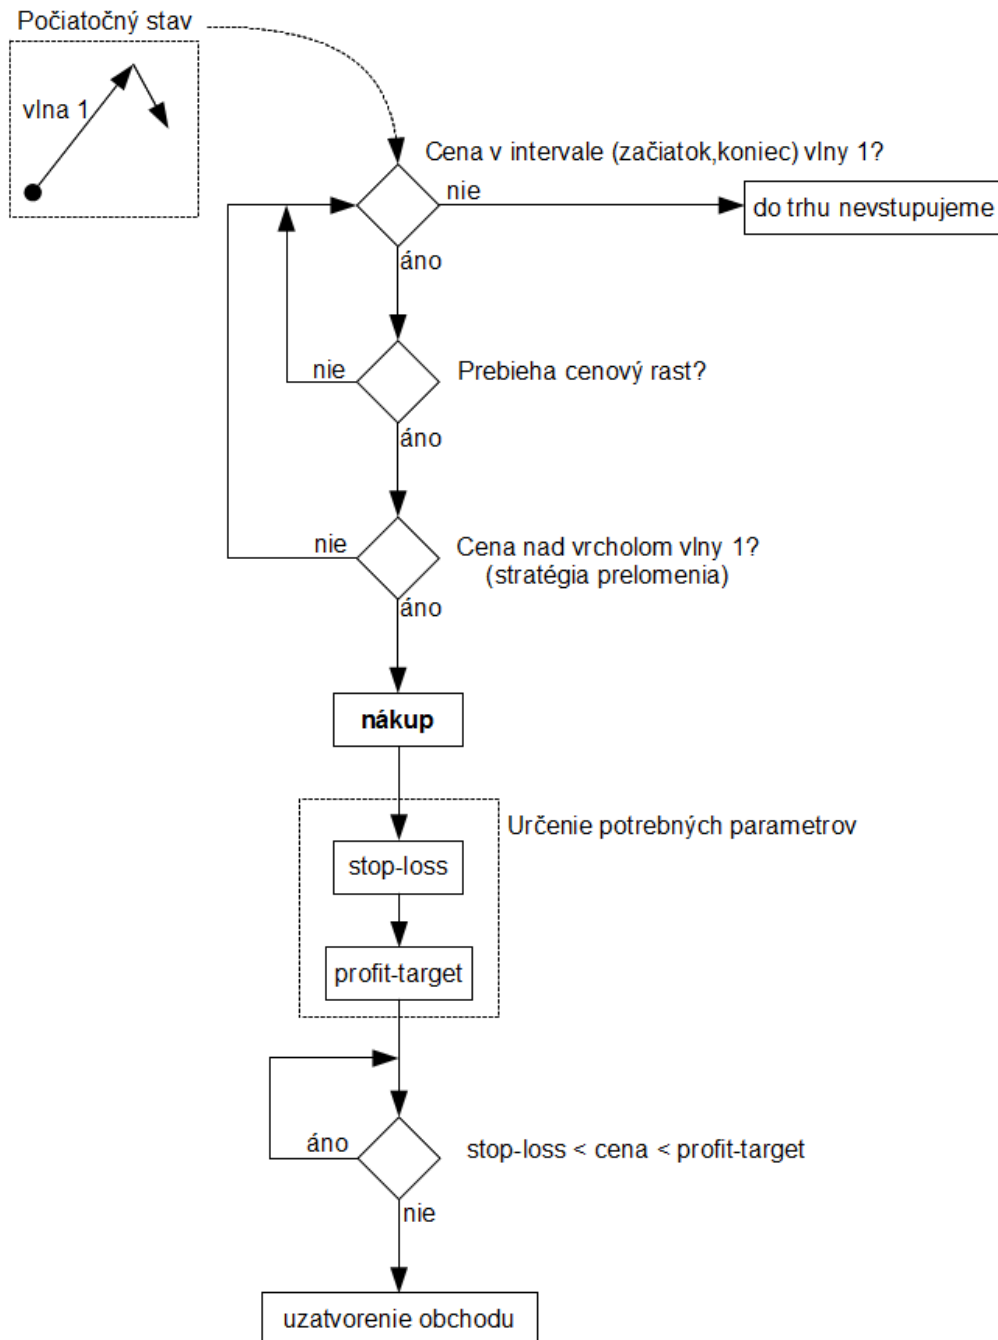 Počiatočný stav
vlna 1
Cena v intervale (začiatok,koniec) vlny 1?
nie
do trhu nevstupujeme
áno
nie
Prebieha cenový rast?
áno
nie
Cena nad vrcholom vlny 1?
(stratégia prelomenia)
áno
nákup
Určenie potrebných parametrov
stop-loss
profit-target
áno
stop-loss < cena < profit-target
nie
uzatvorenie obchodu